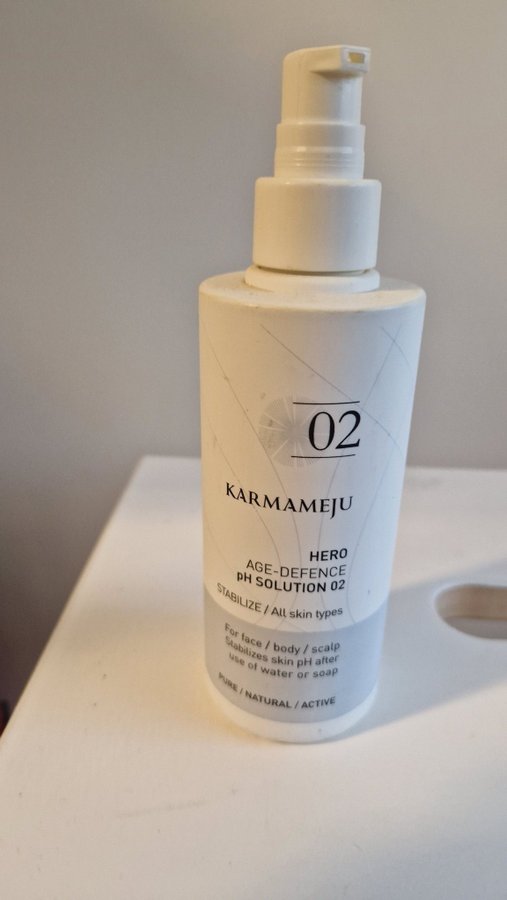 02
KARMAMEJU
HERO
AGE-DEFENCE
pH SOLUTION 02
STABILIZE / All skin types
For face / body / scalp
Stabilizes skin pH after
use of water or soap
PURE / NATURAL / ACTIVE